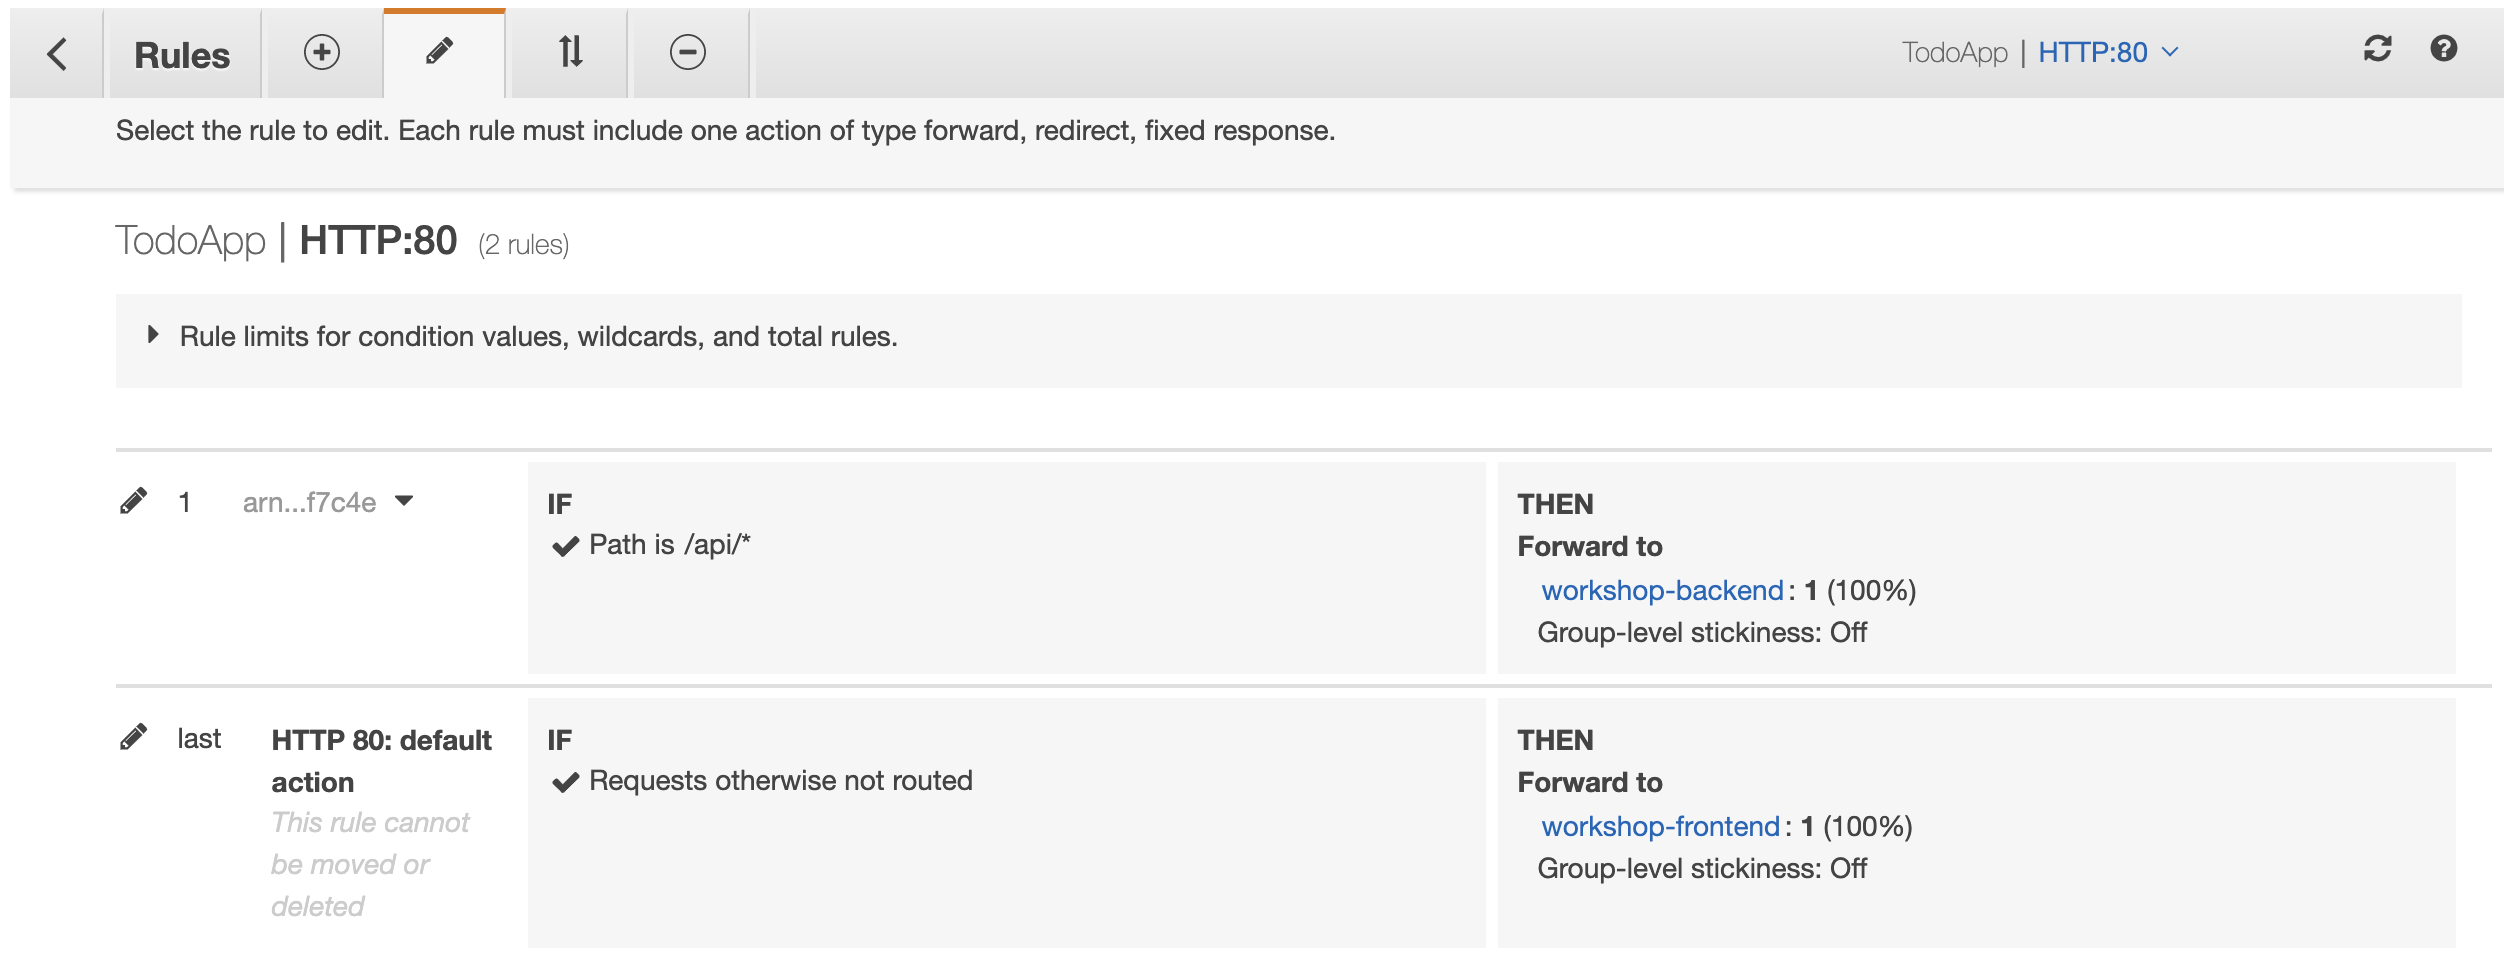 Rules
TodoApp | HTTP:80
Select the rule to edit. Each rule must include one action of type forward, redirect, fixed response.
TodoApp | HTTP:80 (2 rules)
Rule limits for condition values, wildcards, and total rules.
1 arn...f7c4e
IF
Path is /api/*
THEN
Forward to
workshop-backend: 1 (100%)
Group-level stickiness: Off
last
HTTP 80: default
action
This rule cannot
be moved or
deleted
IF
Requests otherwise not routed
THEN
Forward to
workshop-frontend: 1 (100%)
Group-level stickiness: Off